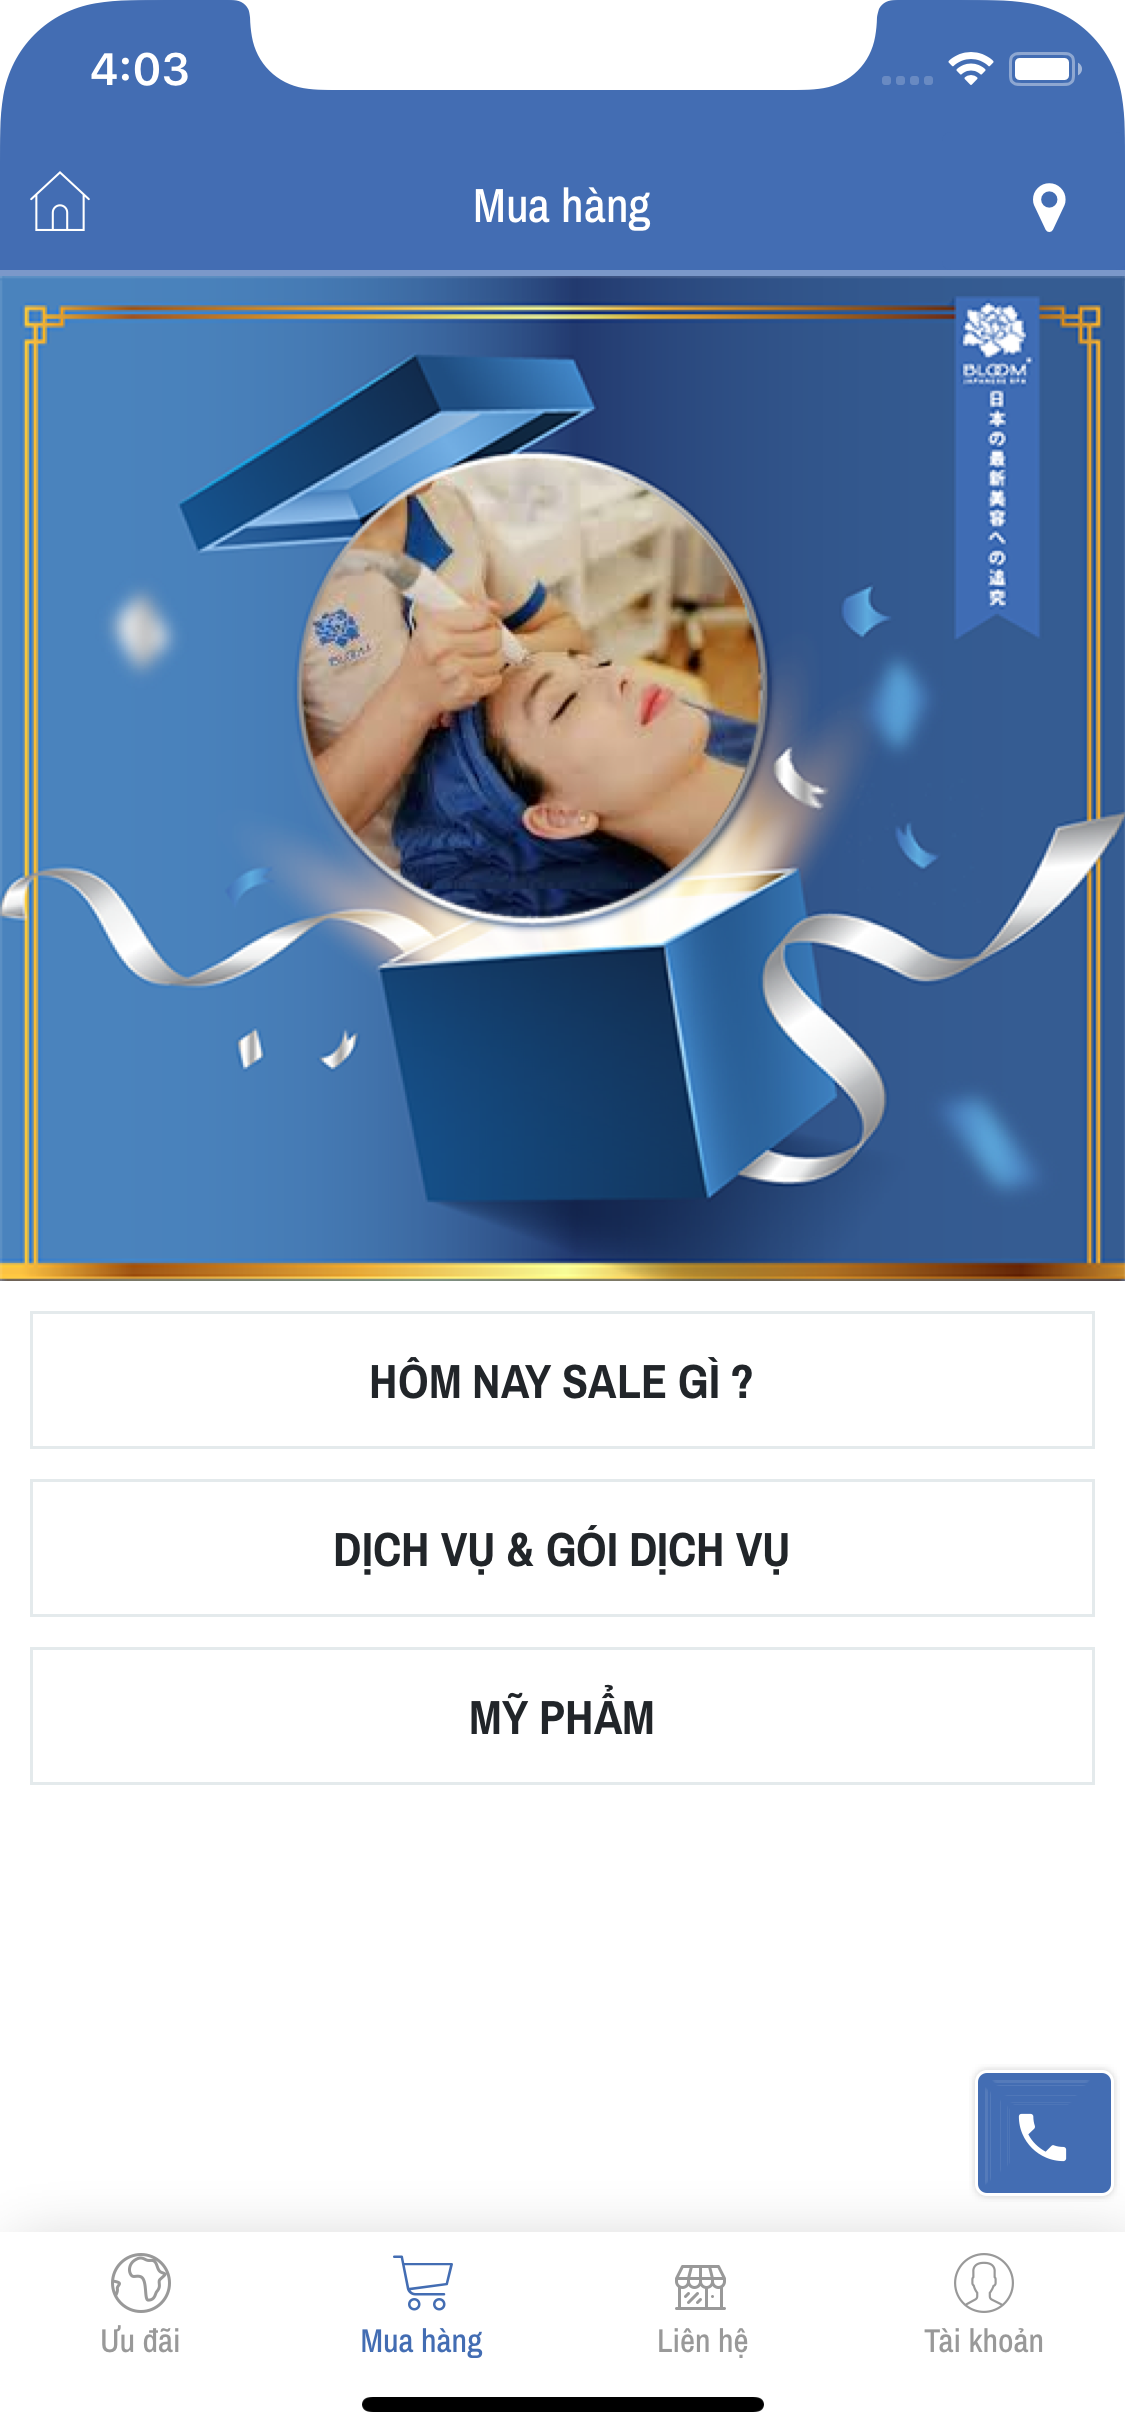 4:03
Mua hàng
BLOOM
JAPANESE SPA
日本の最新美容への追究
BLOOM
HÔM NAY SALE GÌ ?
DỊCH VỤ & GÓI DỊCH VỤ
MỸ PHẨM
Ưu đãi
Mua hàng
Liên hệ
Tài khoản